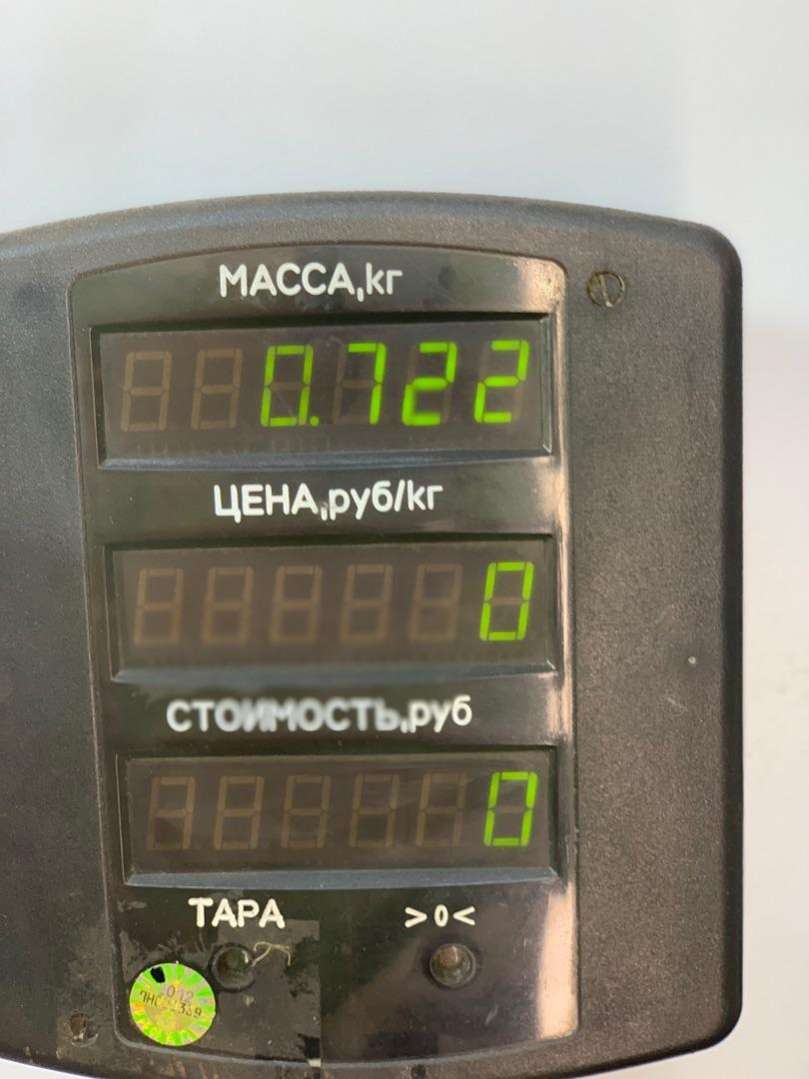 МАССА,кг
0.722
ЦЕНА,руб/кг
0
СТОИМОСТЬ,руб
0
ТАРА >0<